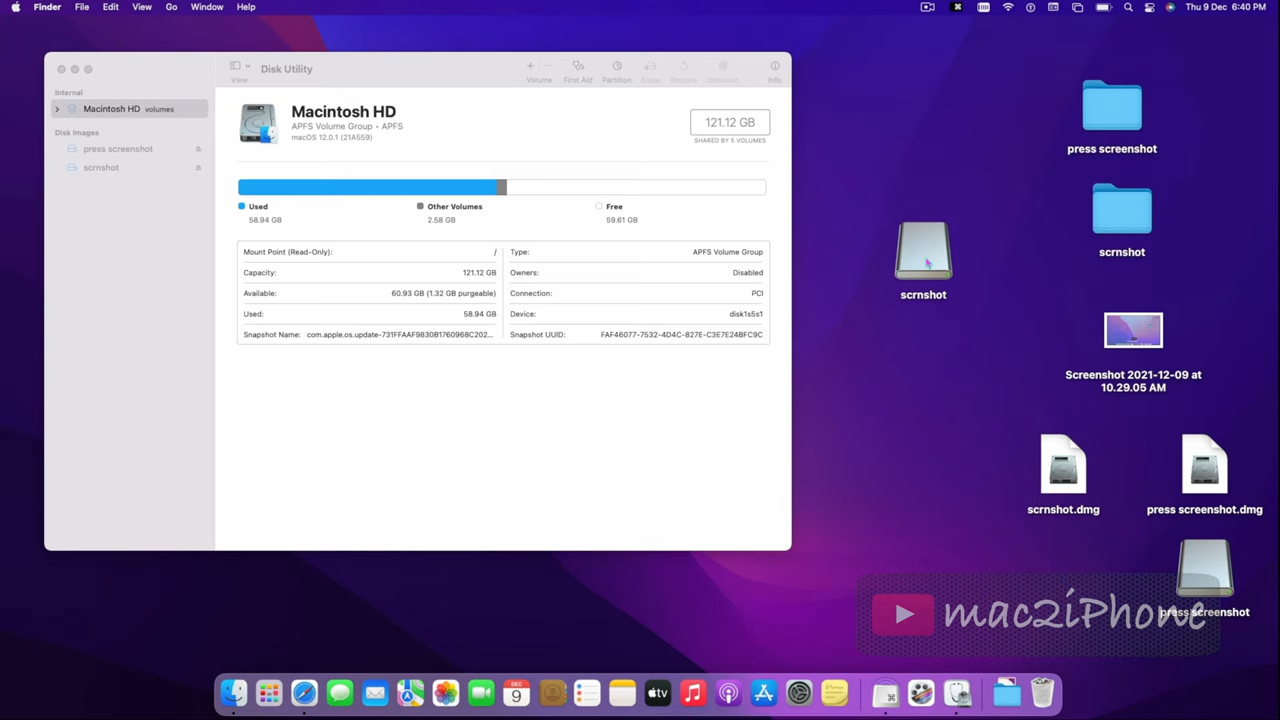 Finder File Edit View Go Window Help
Thu 9 Dec 6:40 PM
Disk Utility
View
Volume First Aid Partition Erase Restore Unmount Info
Internal
Macintosh HD volumes
Disk Images
press screenshot
scrnshot
Macintosh HD
APFS Volume Group • APFS
macOS 12.0.1 (21A559)
121.12 GB
SHARED BY 5 VOLUMES
Used
58.94 GB
Other Volumes
2.58 GB
Free
59.61 GB
Mount Point (Read-Only): /
Capacity: 121.12 GB
Available: 60.93 GB (1.32 GB purgeable)
Used: 58.94 GB
Snapshot Name: com.apple.os.update-731FFAAF9830B1760968C202...
Type: APFS Volume Group
Owners: Disabled
Connection: PCI
Device: disk1s5s1
Snapshot UUID: FAF46077-7532-4D4C-827E-C3E7E24BFC9C
press screenshot
scrnshot
scrnshot
Screenshot 2021-12-09 at
10.29.05 AM
scrnshot.dmg
press screenshot.dmg
press screenshot
mac2iPhone
DEC
9
tv